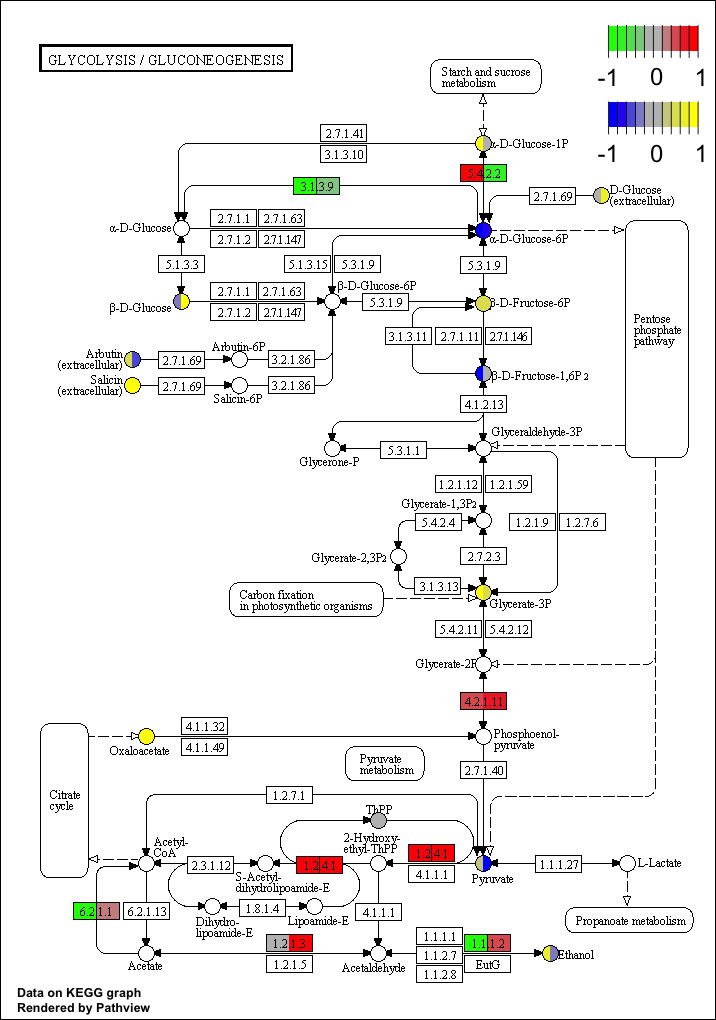 GLYCOLYSIS / GLUCONEOGENESIS
-1 0 1
-1 0 1
Starch and sucrose
metabolism
2.7.1.41
3.1.3.10
α-D-Glucose-1P
3.1.3.9
5.4.2.2
2.7.1.69
D-Glucose
(extracellular)
α-D-Glucose
2.7.1.1
2.7.1.63
2.7.1.2
2.7.1.147
α-D-Glucose-6P
5.1.3.3
5.1.3.15
5.3.1.9
5.3.1.9
β-D-Glucose
2.7.1.1
2.7.1.63
2.7.1.2
2.7.1.147
β-D-Glucose-6P
5.3.1.9
β-D-Fructose-6P
Pentose
phosphate
pathway
3.1.3.11
2.7.1.11
2.7.1.146
Arbutin
(extracellular)
2.7.1.69
Arbutin-6P
3.2.1.86
Salicin
(extracellular)
2.7.1.69
Salicin-6P
3.2.1.86
β-D-Fructose-1,6P2
4.1.2.13
Glyceraldehyde-3P
Glycerone-P
5.3.1.1
1.2.1.12
1.2.1.59
Glycerate-1,3P2
5.4.2.4
1.2.1.9
1.2.7.6
Glycerate-2,3P2
2.7.2.3
3.1.3.13
Carbon fixation
in photosynthetic organisms
Glycerate-3P
5.4.2.11
5.4.2.12
Glycerate-2P
4.2.1.11
Oxaloacetate
4.1.1.32
4.1.1.49
Phosphoenol-
pyruvate
Pyruvate
metabolism
2.7.1.40
Citrate
cycle
1.2.7.1
ThPP
Acetyl-
CoA
2-Hydroxy-
ethyl-ThPP
2.3.1.12
S-Acetyl-
dihydrolipoamide-E
1.2.4.1
1.2.4.1
4.1.1.1
Pyruvate
1.1.1.27
L-Lactate
6.2.1.1
6.2.1.13
Dihydro-
lipoamide-E
1.8.1.4
Lipoamide-E
4.1.1.1
Propanoate metabolism
Acetate
1.2.1.3
1.2.1.5
Acetaldehyde
1.1.1.1
1.1.2.7
1.1.2.8
1.1.1.2
EutG
Ethanol
Data on KEGG graph
Rendered by Pathview